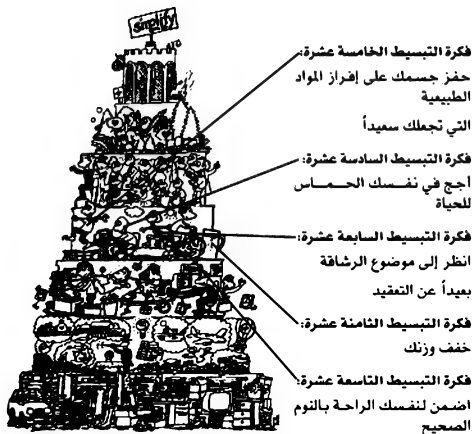 simplify
فكرة التبسيط الخامسة عشرة:
حفز جسمك على إفراز المواد
الطبيعية
التي تجعلك سعيداً
فكرة التبسيط السادسة عشرة:
أجج في نفسك الحمـاس
للحياة
فكرة التبسيط السابعة عشرة:
انظر إلى موضوع الرشاقة
بعيداً عن التعقيد
فكرة التبسيط الثامنة عشرة:
خفف وزنك
فكرة التبسيط التاسعة عشرة:
اضمن لنفسك الراحة بالنوم
الصحيح